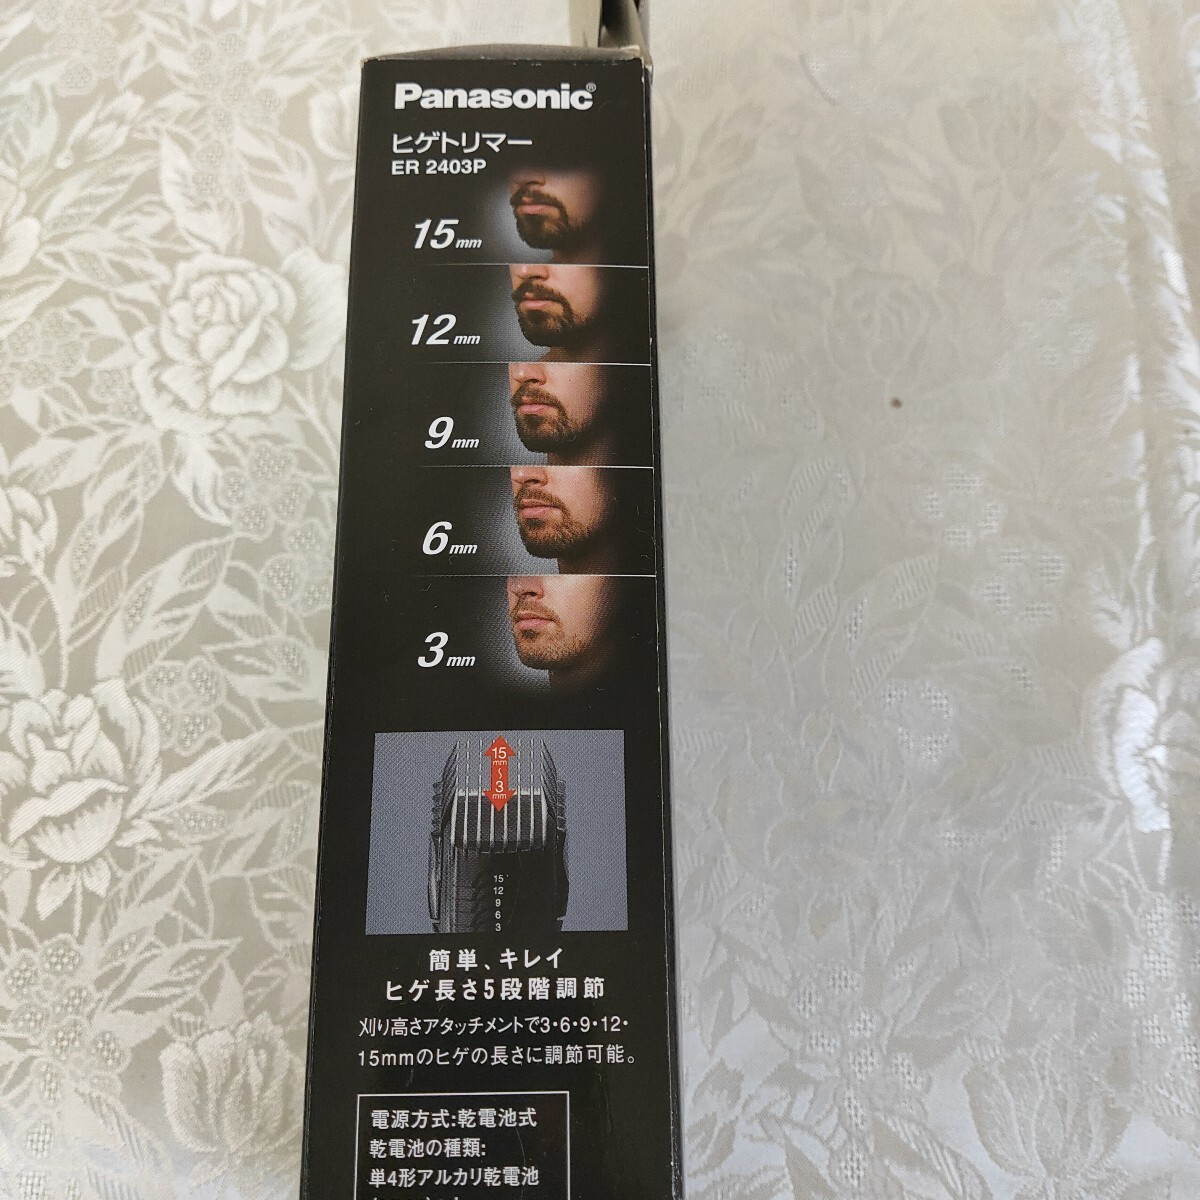 Panasonic®
ヒゲトリマー
ER 2403P
15mm
12mm
9mm
6mm
3mm
15
mm
〜
3
mm
15
12
9
6
3
簡単、キレイ
ヒゲ長さ5段階調節
刈り高さアタッチメントで3・6・9・12・
15mmのヒゲの長さに調節可能。
電源方式:乾電池式
乾電池の種類:
単4形アルカリ乾電池